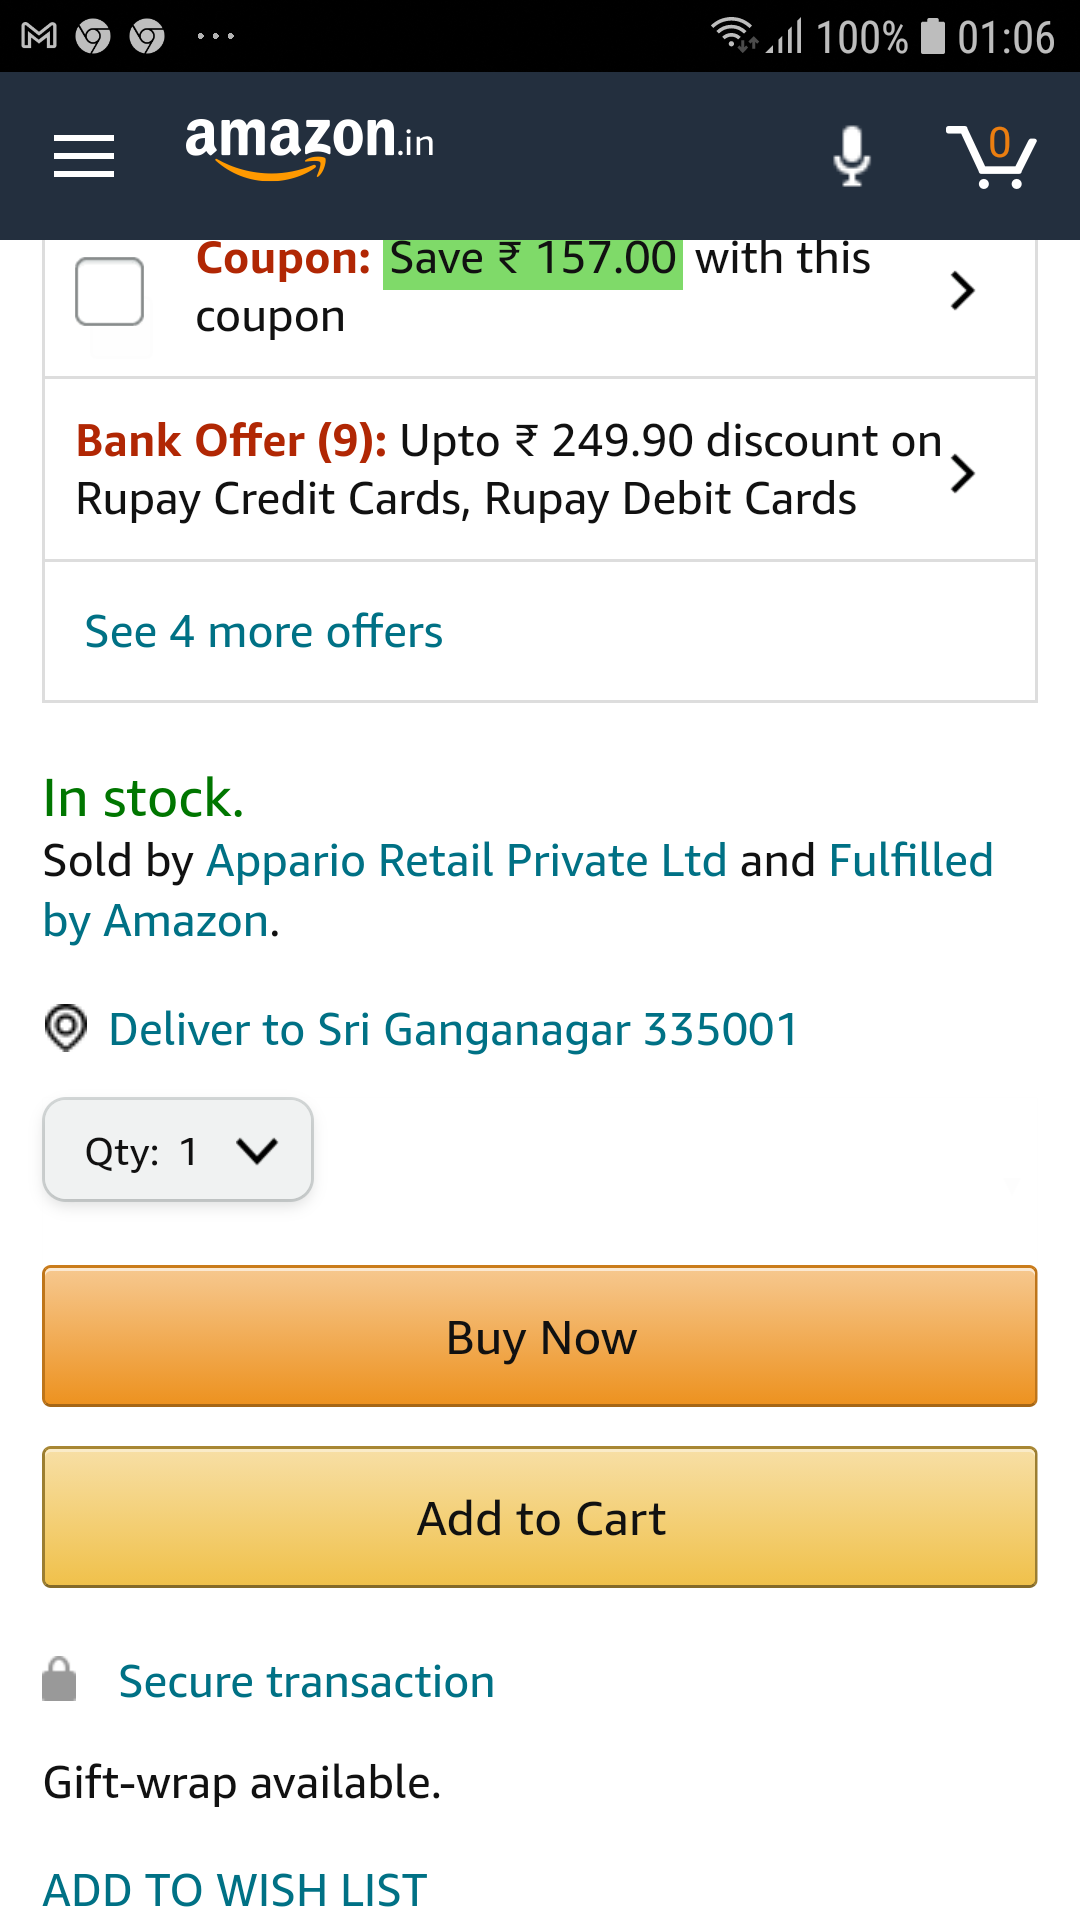 100% 01:06
amazon.in
0
Coupon: Save ₹ 157.00 with this
coupon
Bank Offer (9): Upto ₹ 249.90 discount on
Rupay Credit Cards, Rupay Debit Cards
See 4 more offers
In stock.
Sold by Appario Retail Private Ltd and Fulfilled
by Amazon.
Deliver to Sri Ganganagar 335001
Qty: 1
Buy Now
Add to Cart
Secure transaction
Gift-wrap available.
ADD TO WISH LIST